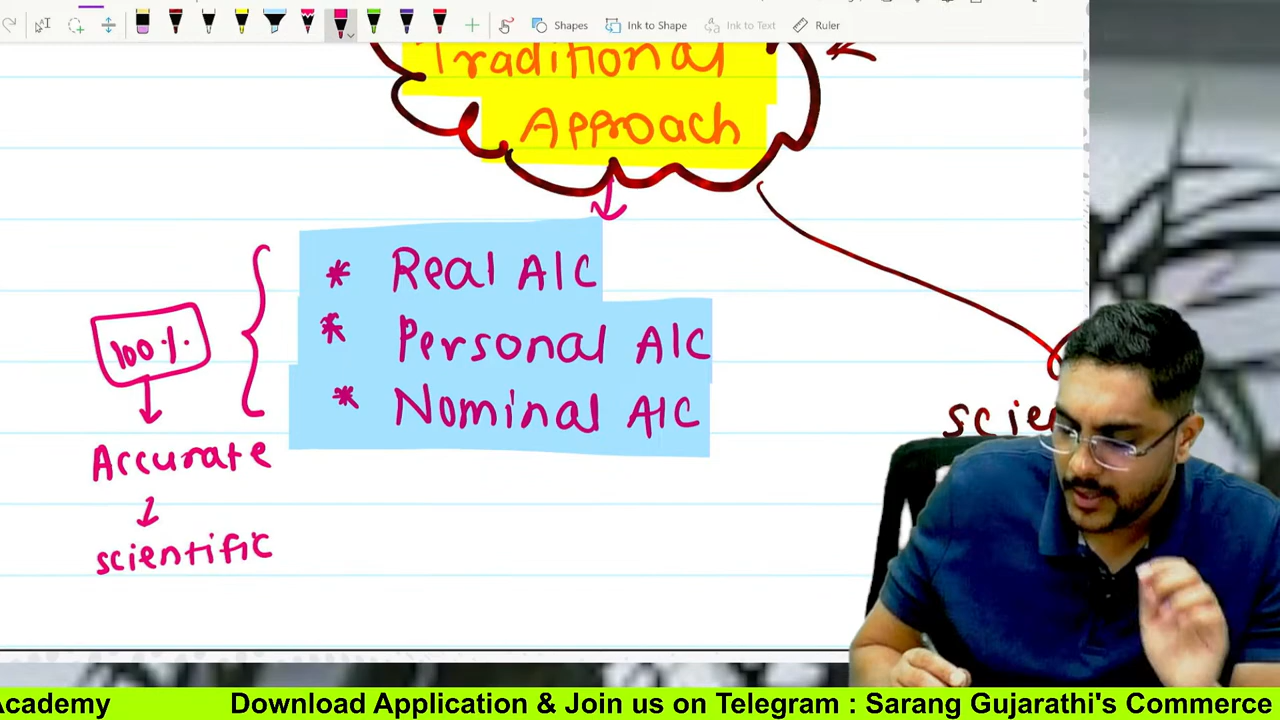 Shapes
Ink to Shape
Ink to Text
Ruler
Traditional
Approach
* Real A/C
* Personal A/C
* Nominal A/C
100%
Accurate
scientific
Academy
Download Application & Join us on Telegram : Sarang Gujarathi's Commerce